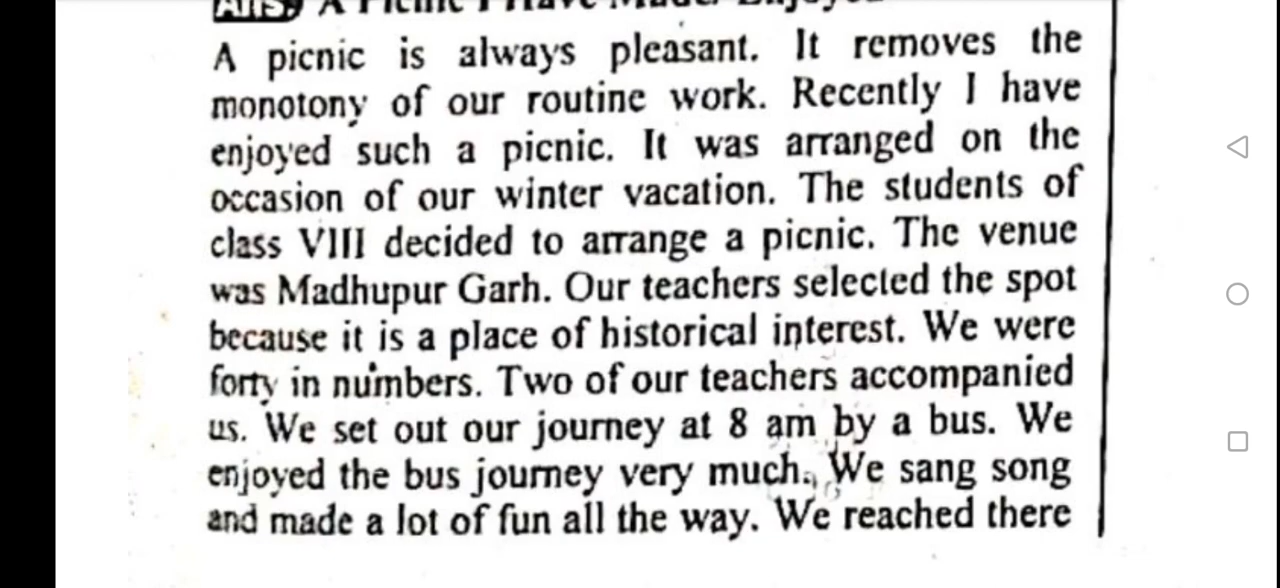 Ans. A Picnic I Have Made/Enjoyed
A picnic is always pleasant. It removes the
monotony of our routine work. Recently I have
enjoyed such a picnic. It was arranged on the
occasion of our winter vacation. The students of
class VIII decided to arrange a picnic. The venue
was Madhupur Garh. Our teachers selected the spot
because it is a place of historical interest. We were
forty in numbers. Two of our teachers accompanied
us. We set out our journey at 8 am by a bus. We
enjoyed the bus journey very much. We sang song
and made a lot of fun all the way. We reached there